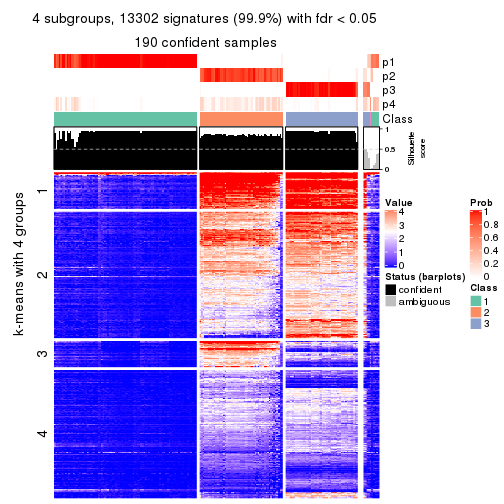 4 subgroups, 13302 signatures (99.9%) with fdr < 0.05
190 confident samples
p1
p2
p3
p4
Class
1
0.5
0
Silhouette
score
k-means with 4 groups
1
2
3
4
Value
4
3
2
1
0
Status (barplots)
confident
ambiguous
Prob
1
0.8
0.6
0.4
0.2
0
Class
1
2
3